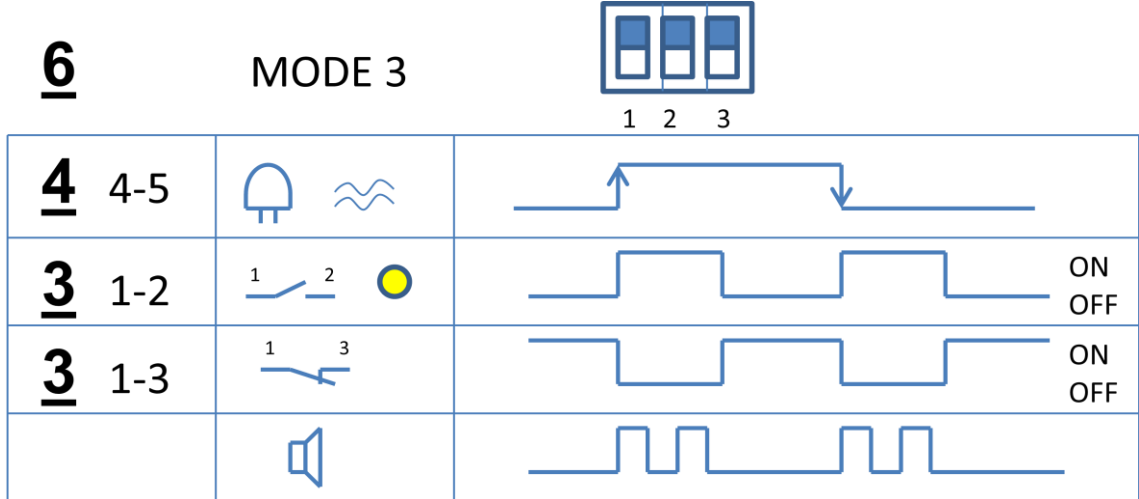 6 MODE 3
1 2 3
4 4-5
3 1-2 1 2 ON
OFF
3 1-3 1 3 ON
OFF